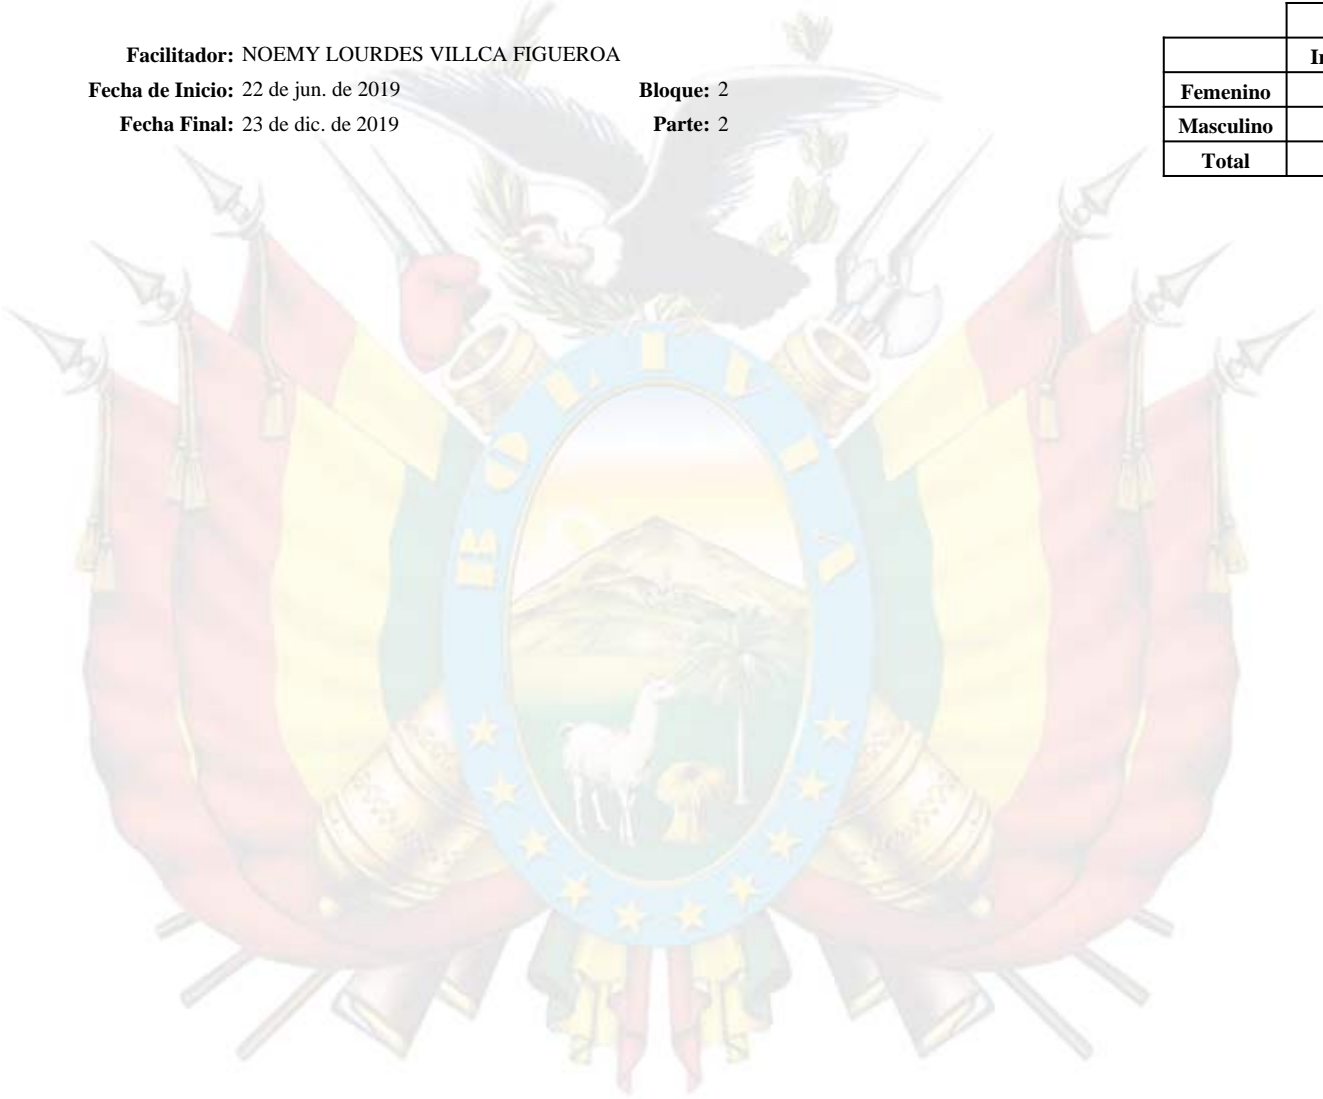 Facilitador: NOEMY LOURDES VILLCA FIGUEROA
Fecha de Inicio: 22 de jun. de 2019 Bloque: 2
Fecha Final: 23 de dic. de 2019 Parte: 2
Femenino
Masculino
Total
BOLIVIA